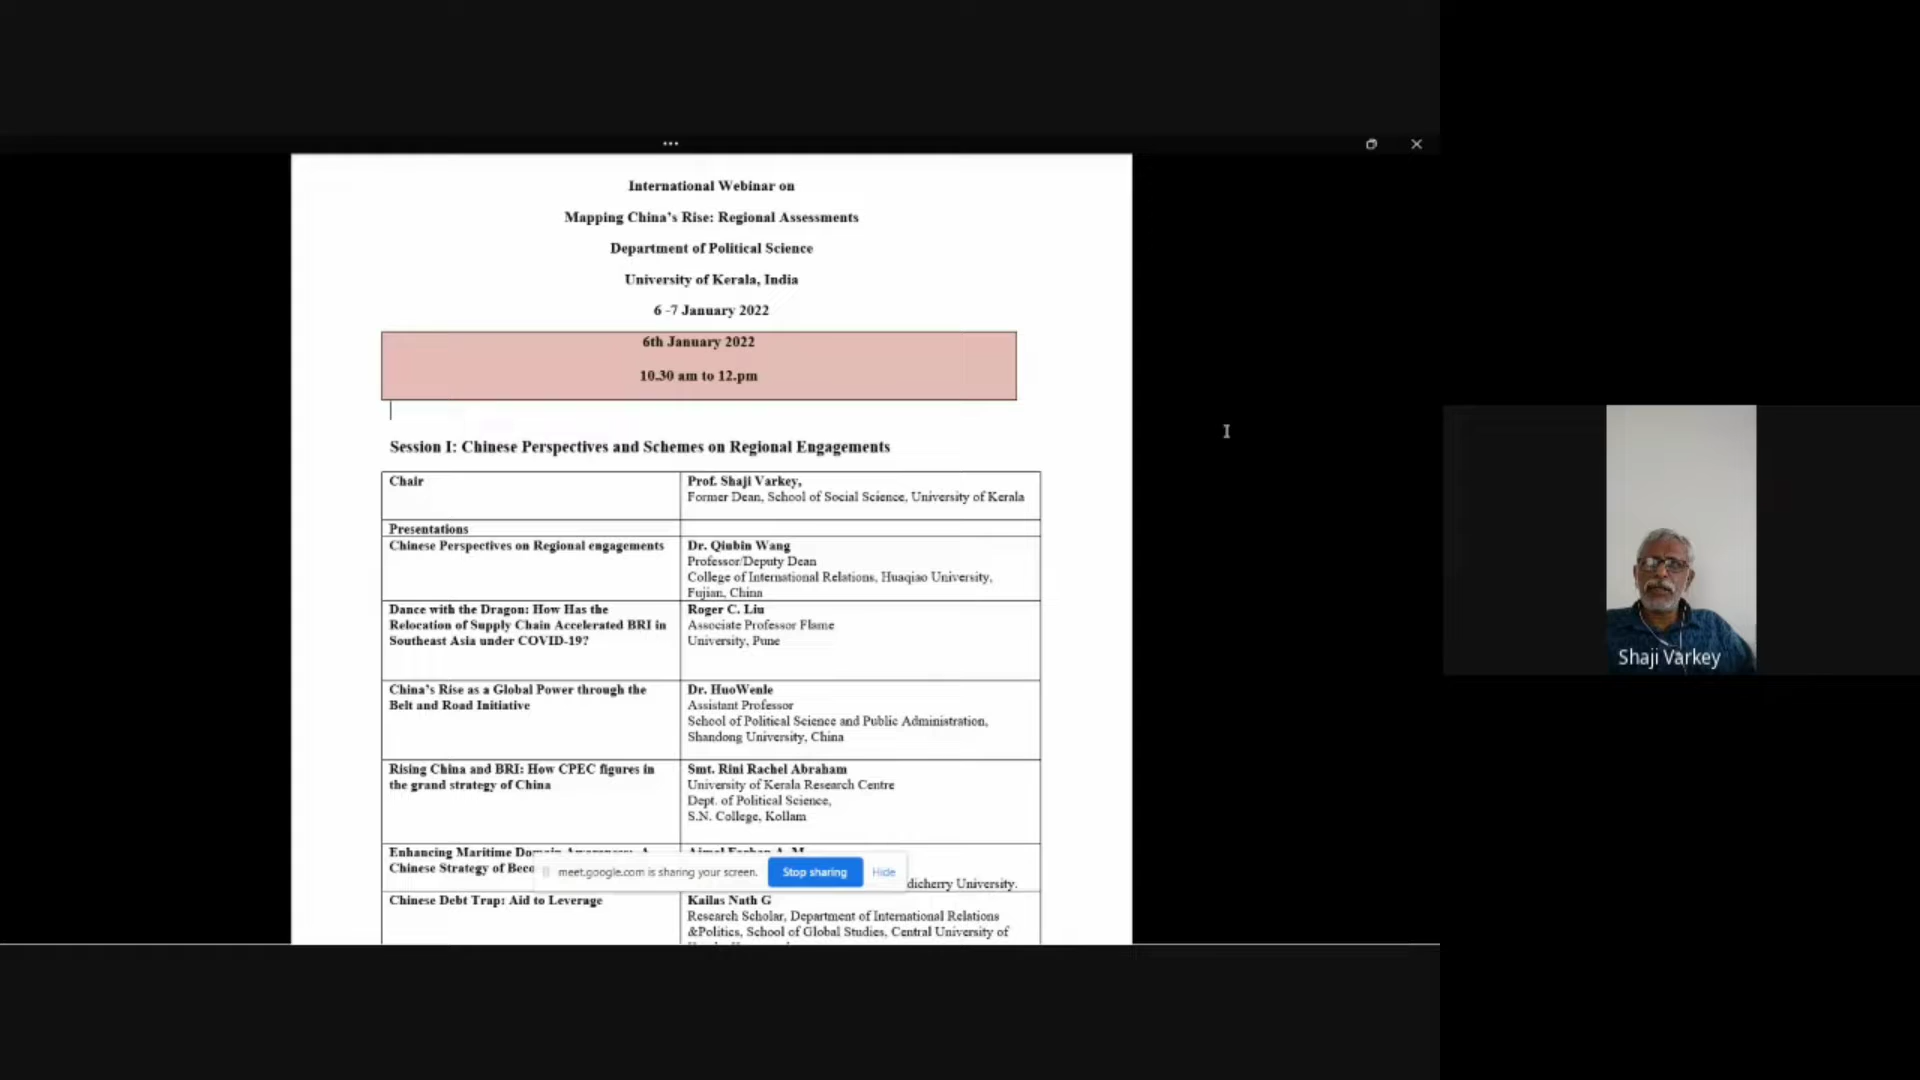 International Webinar on
Mapping China's Rise: Regional Assessments
Department of Political Science
University of Kerala, India
6 -7 January 2022
6th January 2022
10.30 am to 12.pm
Session I: Chinese Perspectives and Schemes on Regional Engagements
Chair
Prof. Shaji Varkey,
Former Dean, School of Social Science, University of Kerala
Presentations
Chinese Perspectives on Regional engagements
Dr. Qiubin Wang
Professor/Deputy Dean
College of International Relations, Huaqiao University,
Fujian, China
Dance with the Dragon: How Has the
Relocation of Supply Chain Accelerated BRI in
Southeast Asia under COVID-19?
Roger C. Liu
Associate Professor Flame
University, Pune
China's Rise as a Global Power through the
Belt and Road Initiative
Dr. HuoWenle
Assistant Professor
School of Political Science and Public Administration,
Shandong University, China
Rising China and BRI: How CPEC figures in
the grand strategy of China
Smt. Rini Rachel Abraham
University of Kerala Research Centre
Dept. of Political Science,
S.N. College, Kollam
Enhancing Maritime
Chinese Strategy of
dicherry University.
meet.google.com is sharing your screen.
Stop sharing
Hide
Chinese Debt Trap: Aid to Leverage
Kailas Nath G
Research Scholar, Department of International Relations
&Politics, School of Global Studies, Central University of
Shaji Varkey